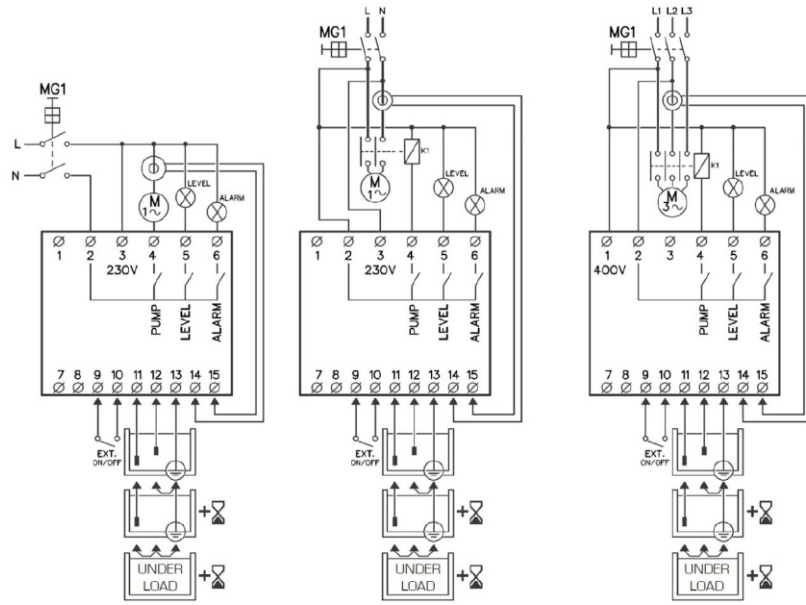 MG1
L
N
LEVEL
ALARM
M
1~
1 2 3 4 5 6
230V
PUMP
LEVEL
ALARM
7 8 9 10 11 12 13 14 15
EXT.
ON/OFF
+
+
UNDER
LOAD
L N
MG1
K1
M
1~
LEVEL
ALARM
1 2 3 4 5 6
230V
PUMP
LEVEL
ALARM
7 8 9 10 11 12 13 14 15
EXT.
ON/OFF
+
+
UNDER
LOAD
L1 L2 L3
MG1
K1
M
3~
LEVEL
ALARM
1 2 3 4 5 6
400V
PUMP
LEVEL
ALARM
7 8 9 10 11 12 13 14 15
EXT.
ON/OFF
+
+
UNDER
LOAD